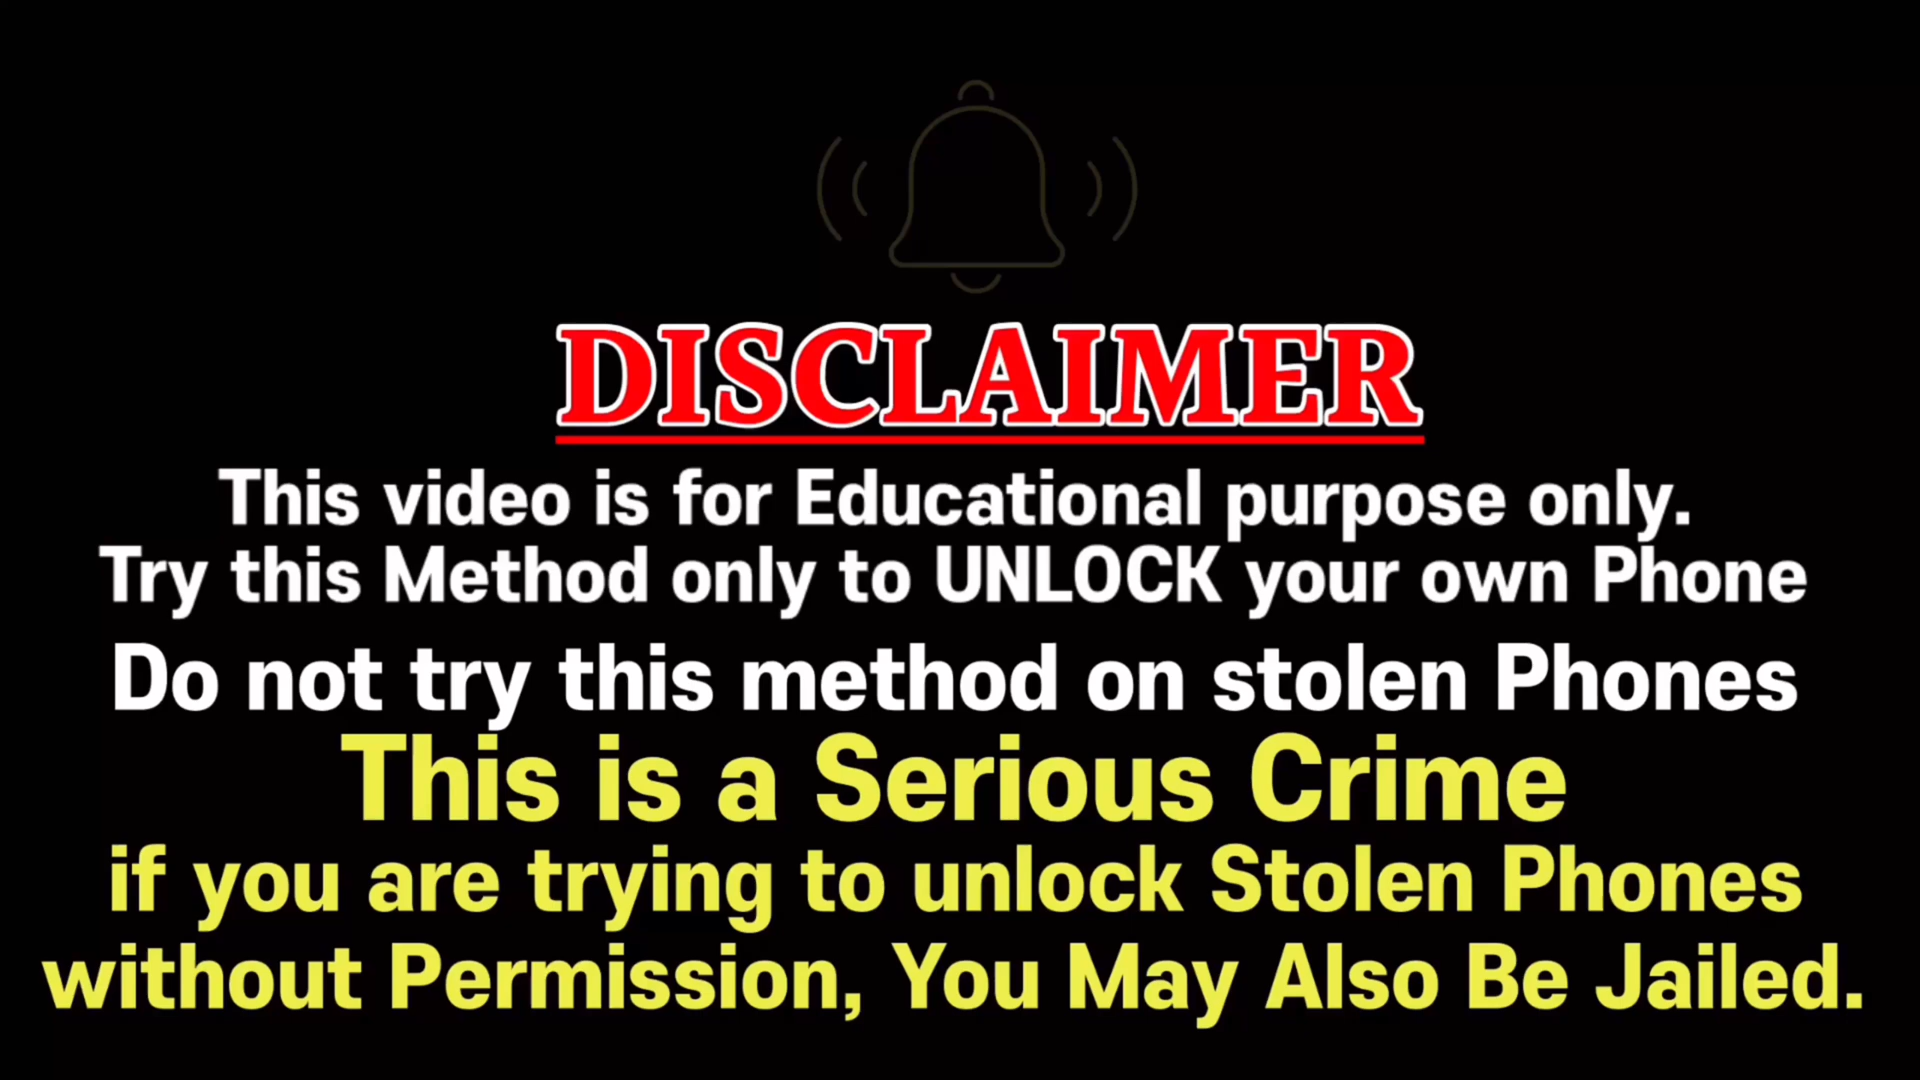 DISCLAIMER
This video is for Educational purpose only.
Try this Method only to UNLOCK your own Phone
Do not try this method on stolen Phones
This is a Serious Crime
if you are trying to unlock Stolen Phones
without Permission, You May Also Be Jailed.